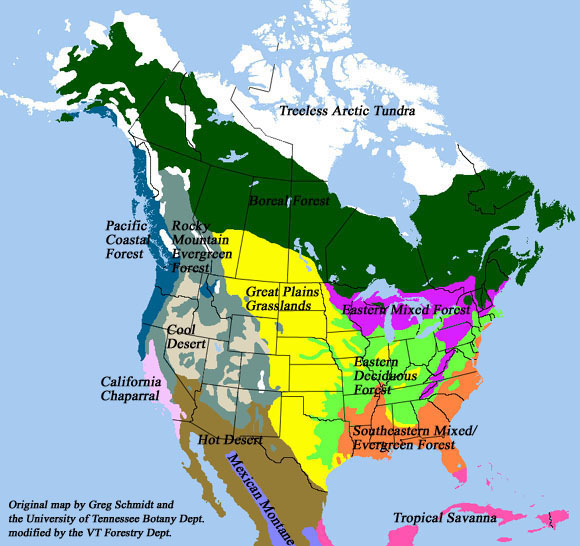 Treeless Arctic Tundra
Boreal Forest
Pacific
Coastal
Forest
Rocky
Mountain
Evergreen
Forest
Great Plains
Grasslands
Eastern Mixed Forest
Cool
Desert
Eastern
Deciduous
Forest
California
Chaparral
Southeastern Mixed/
Evergreen Forest
Hot Desert
Mexican Montane
Tropical Savanna
Original map by Greg Schmidt and
the University of Tennessee Botany Dept.
modified by the VT Forestry Dept.